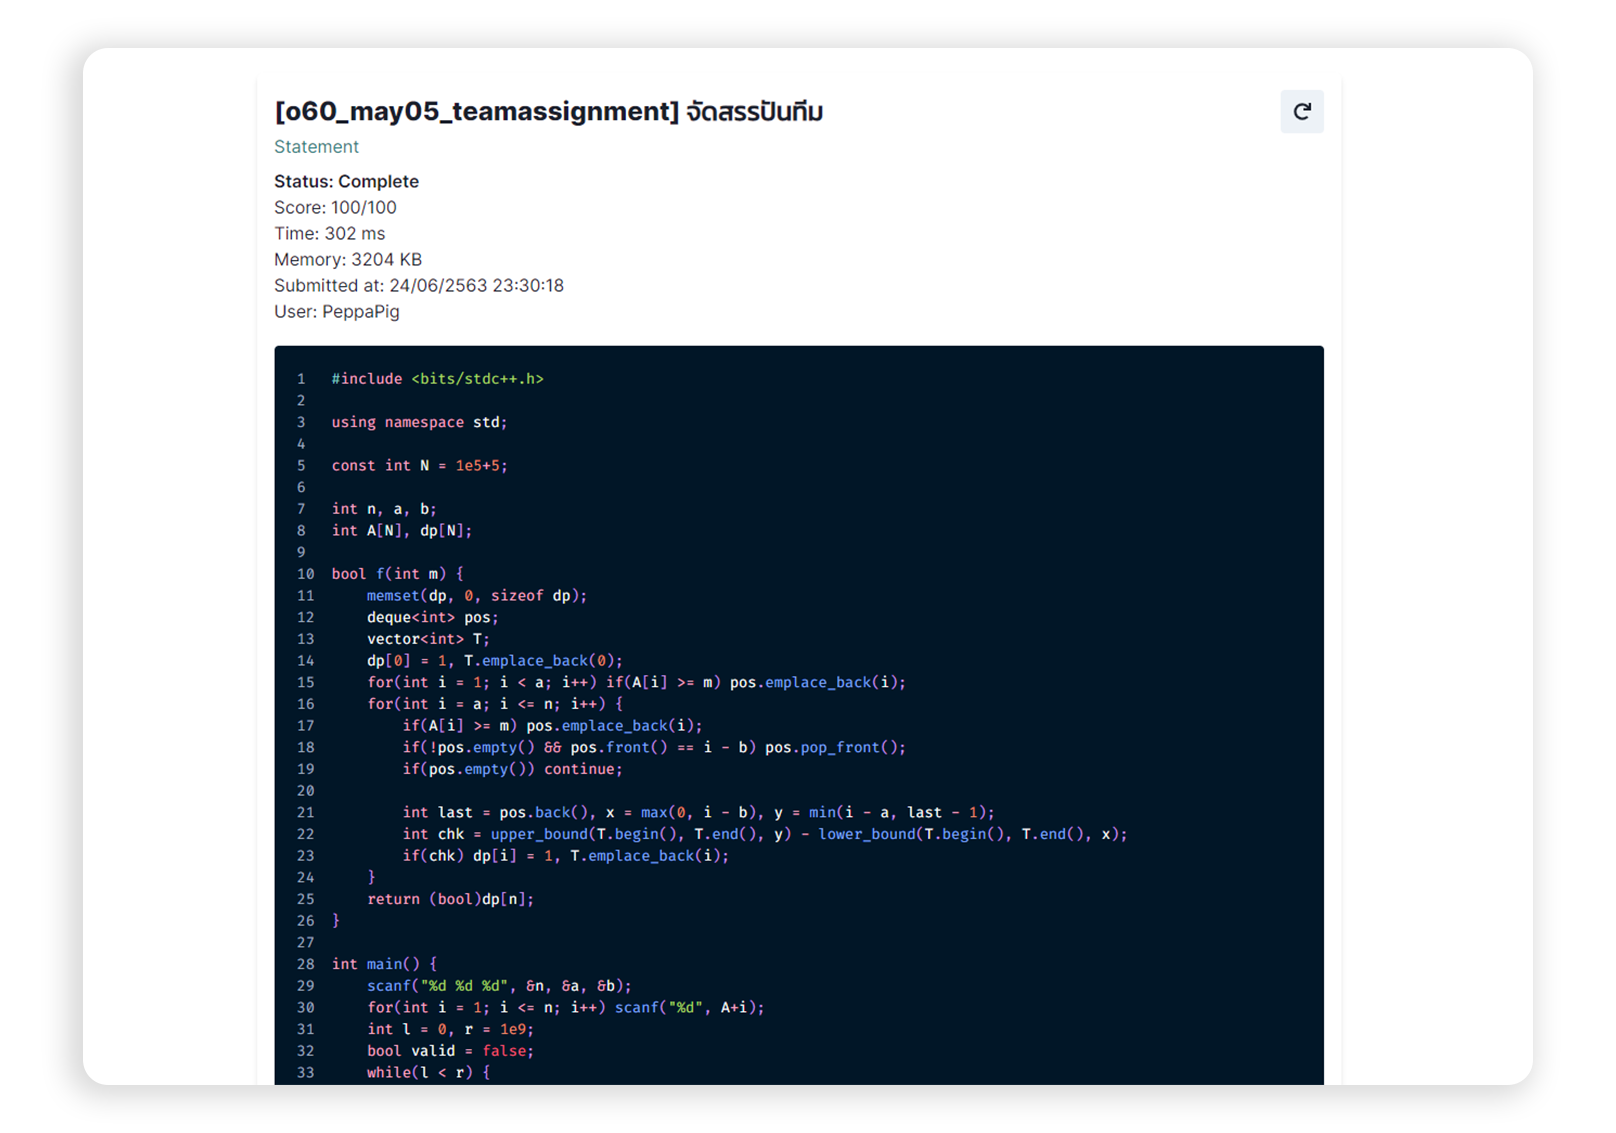 [o60_may05_teamassignment] จัดสรรปันทีม
Statement
Status: Complete
Score: 100/100
Time: 302 ms
Memory: 3204 KB
Submitted at: 24/06/2563 23:30:18
User: PeppaPig
1 #include <bits/stdc++.h>
2
3 using namespace std;
4
5 const int N = 1e5+5;
6
7 int n, a, b;
8 int A[N], dp[N];
9
10 bool f(int m) {
11     memset(dp, 0, sizeof dp);
12     deque<int> pos;
13     vector<int> T;
14     dp[0] = 1, T.emplace_back(0);
15     for(int i = 1; i < a; i++) if(A[i] >= m) pos.emplace_back(i);
16     for(int i = a; i <= n; i++) {
17         if(A[i] >= m) pos.emplace_back(i);
18         if(!pos.empty() && pos.front() == i - b) pos.pop_front();
19         if(pos.empty()) continue;
20
21         int last = pos.back(), x = max(0, i - b), y = min(i - a, last - 1);
22         int chk = upper_bound(T.begin(), T.end(), y) - lower_bound(T.begin(), T.end(), x);
23         if(chk) dp[i] = 1, T.emplace_back(i);
24     }
25     return (bool)dp[n];
26 }
27
28 int main() {
29     scanf("%d %d %d", &n, &a, &b);
30     for(int i = 1; i <= n; i++) scanf("%d", A+i);
31     int l = 0, r = 1e9;
32     bool valid = false;
33     while(l < r) {